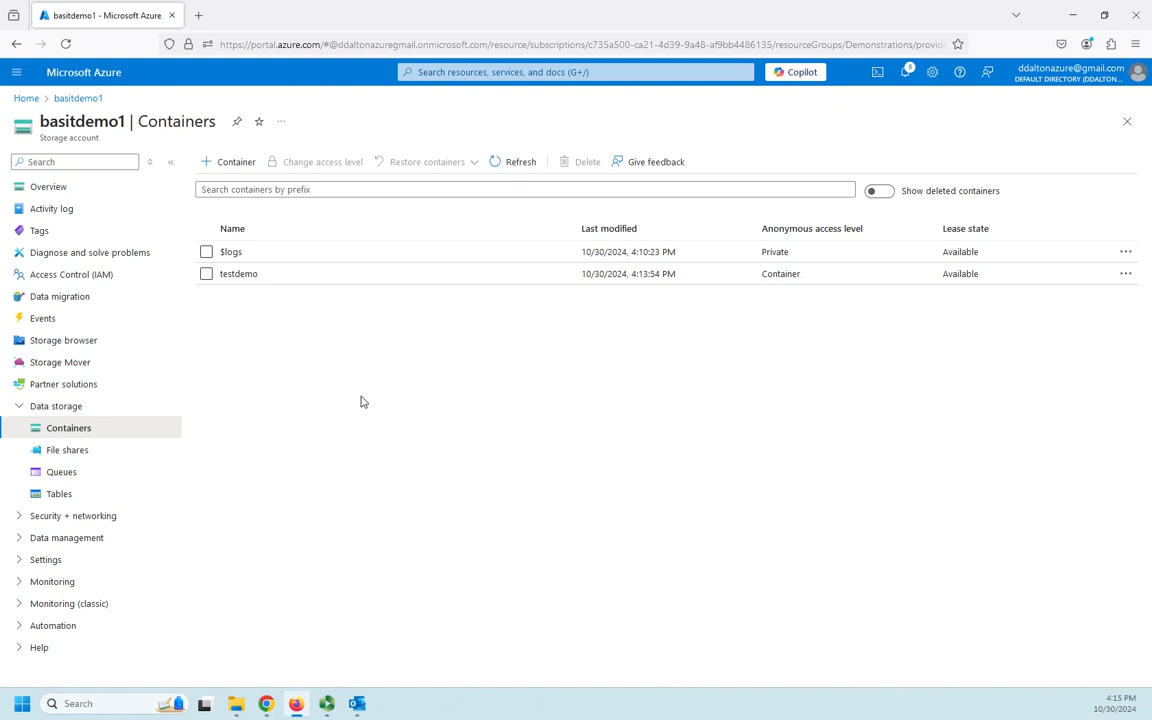 basitdemo1 - Microsoft Azure
https://portal.azure.com/#@ddaltonazuregmail.onmicrosoft.com/resource/subscriptions/c735a500-ca21-4d39-9a48-af9bb4486135/resourceGroups/Demonstrations/provid
Microsoft Azure
Search resources, services, and docs (G+/)
Copilot
6
ddaltonazure@gmail.com
DEFAULT DIRECTORY (DDALTON...
Home > basitdemo1
basitdemo1 | Containers
Storage account
Search
Container
Change access level
Restore containers
Refresh
Delete
Give feedback
Search containers by prefix
Show deleted containers
Name Last modified Anonymous access level Lease state
$logs 10/30/2024, 4:10:23 PM Private Available
testdemo 10/30/2024, 4:13:54 PM Container Available
Overview
Activity log
Tags
Diagnose and solve problems
Access Control (IAM)
Data migration
Events
Storage browser
Storage Mover
Partner solutions
Data storage
Containers
File shares
Queues
Tables
Security + networking
Data management
Settings
Monitoring
Monitoring (classic)
Automation
Help
Search
4:15 PM
10/30/2024